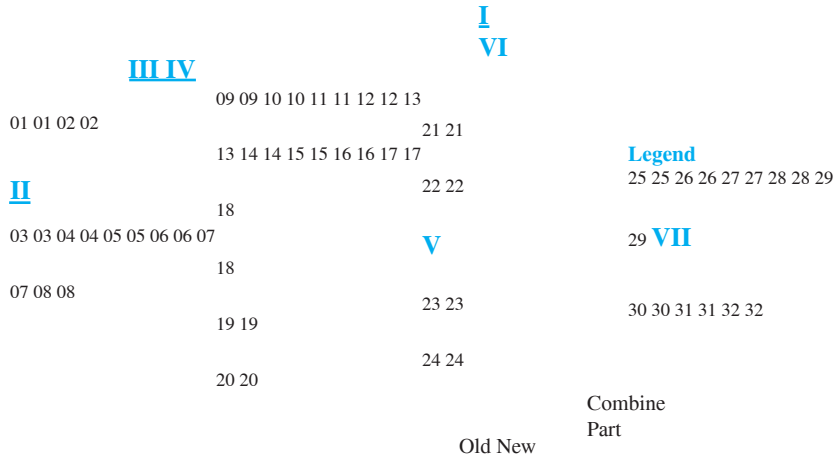 I
VI
III IV
01 01 02 02
II
03 03 04 04 05 05 06 06 07
07 08 08
09 09 10 10 11 11 12 12 13
13 14 14 15 15 16 16 17 17
18
18
19 19
20 20
21 21
22 22
V
23 23
24 24
Legend
25 25 26 26 27 27 28 28 29
29 VII
30 30 31 31 32 32
Combine
Part
Old New